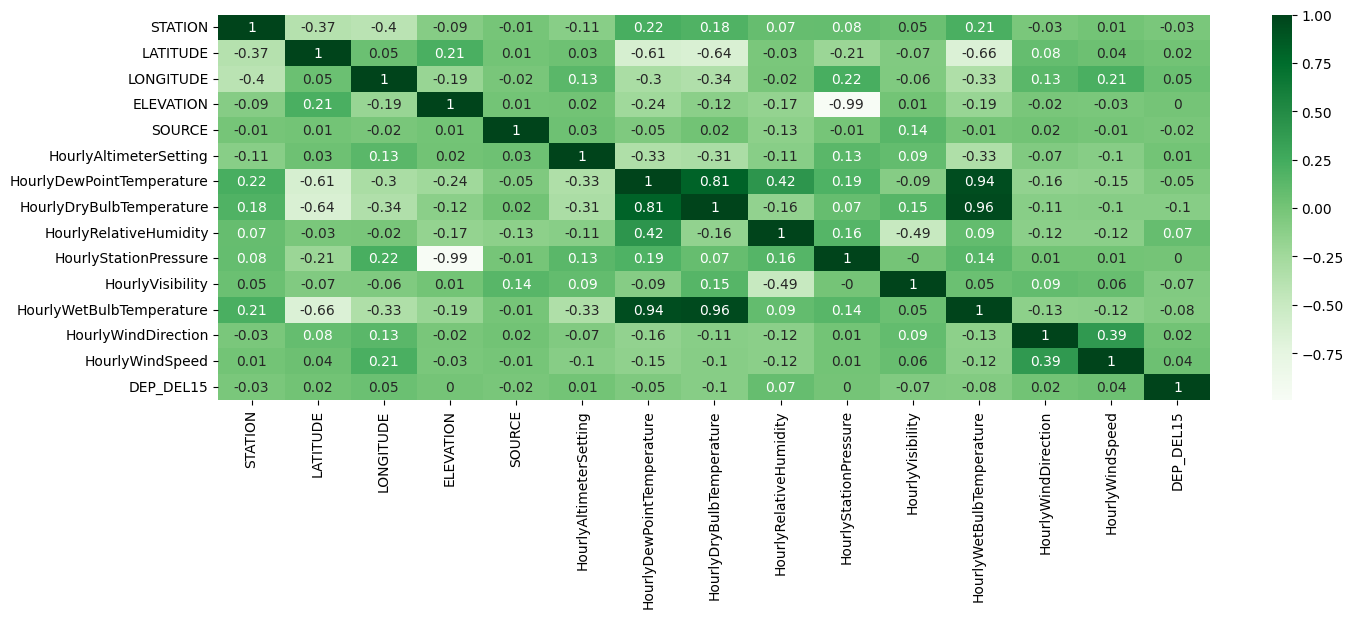 STATION 1 -0.37 -0.4 -0.09 -0.01 -0.11 0.22 0.18 0.07 0.08 0.05 0.21 -0.03 0.01 -0.03
LATITUDE -0.37 1 0.05 0.21 0.01 0.03 -0.61 -0.64 -0.03 -0.21 -0.07 -0.66 0.08 0.04 0.02
LONGITUDE -0.4 0.05 1 -0.19 -0.02 0.13 -0.3 -0.34 -0.02 0.22 -0.06 -0.33 0.13 0.21 0.05
ELEVATION -0.09 0.21 -0.19 1 0.01 0.02 -0.24 -0.12 -0.17 -0.99 0.01 -0.19 -0.02 -0.03 0
SOURCE -0.01 0.01 -0.02 0.01 1 0.03 -0.05 0.02 -0.13 -0.01 0.14 -0.01 0.02 -0.01 -0.02
HourlyAltimeterSetting -0.11 0.03 0.13 0.02 0.03 1 -0.33 -0.31 -0.11 0.13 0.09 -0.33 -0.07 -0.1 0.01
HourlyDewPointTemperature 0.22 -0.61 -0.3 -0.24 -0.05 -0.33 1 0.81 0.42 0.19 -0.09 0.94 -0.16 -0.15 -0.05
HourlyDryBulbTemperature 0.18 -0.64 -0.34 -0.12 0.02 -0.31 0.81 1 -0.16 0.07 0.15 0.96 -0.11 -0.1 -0.1
HourlyRelativeHumidity 0.07 -0.03 -0.02 -0.17 -0.13 -0.11 0.42 -0.16 1 0.16 -0.49 0.09 -0.12 -0.12 0.07
HourlyStationPressure 0.08 -0.21 0.22 -0.99 -0.01 0.13 0.19 0.07 0.16 1 -0 0.14 0.01 0.01 0
HourlyVisibility 0.05 -0.07 -0.06 0.01 0.14 0.09 -0.09 0.15 -0.49 -0 1 0.05 0.09 0.06 -0.07
HourlyWetBulbTemperature 0.21 -0.66 -0.33 -0.19 -0.01 -0.33 0.94 0.96 0.09 0.14 0.05 1 -0.13 -0.12 -0.08
HourlyWindDirection -0.03 0.08 0.13 -0.02 0.02 -0.07 -0.16 -0.11 -0.12 0.01 0.09 -0.13 1 0.39 0.02
HourlyWindSpeed 0.01 0.04 0.21 -0.03 -0.01 -0.1 -0.15 -0.1 -0.12 0.01 0.06 -0.12 0.39 1 0.04
DEP_DEL15 -0.03 0.02 0.05 0 -0.02 0.01 -0.05 -0.1 0.07 0 -0.07 -0.08 0.02 0.04 1
STATION
LATITUDE
LONGITUDE
ELEVATION
SOURCE
HourlyAltimeterSetting
HourlyDewPointTemperature
HourlyDryBulbTemperature
HourlyRelativeHumidity
HourlyStationPressure
HourlyVisibility
HourlyWetBulbTemperature
HourlyWindDirection
HourlyWindSpeed
DEP_DEL15
1.00
0.75
0.50
0.25
0.00
−0.25
−0.50
−0.75